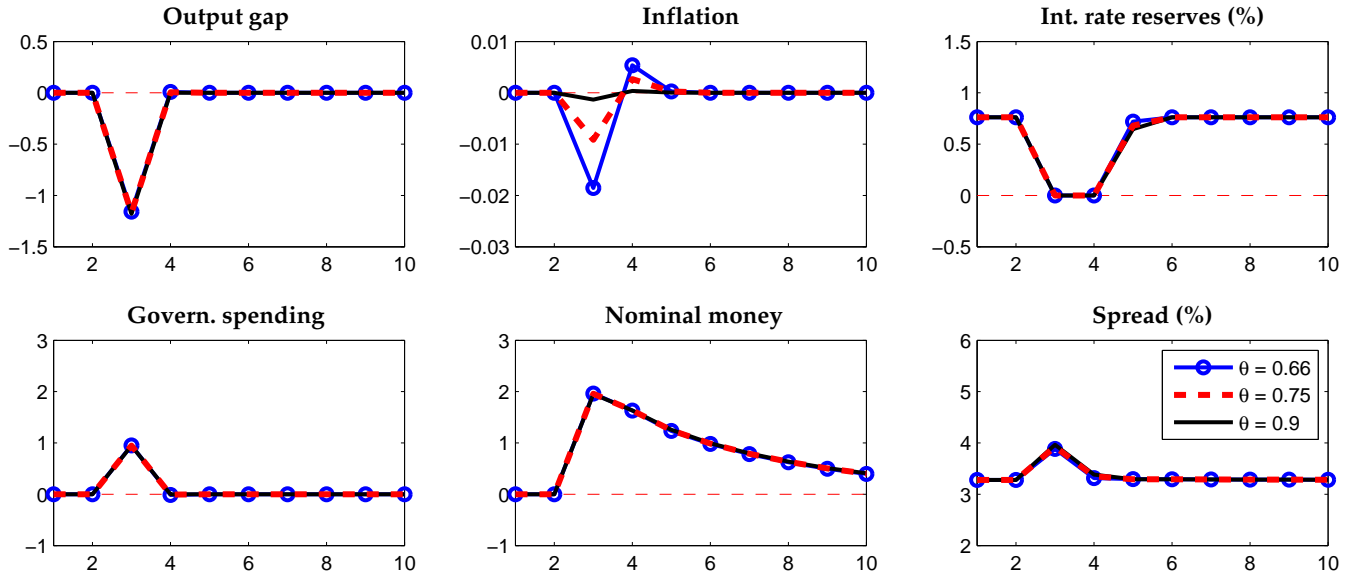 Output gap
Inflation
Int. rate reserves (%)
0.5
0
−0.5
−1
−1.5
2 4 6 8 10
0.01
0
−0.01
−0.02
−0.03
2 4 6 8 10
1.5
1
0.5
0
−0.5
2 4 6 8 10
Govern. spending
Nominal money
Spread (%)
3
2
1
0
−1
2 4 6 8 10
3
2
1
0
−1
2 4 6 8 10
6
5
4
3
2
2 4 6 8 10
θ = 0.66
θ = 0.75
θ = 0.9